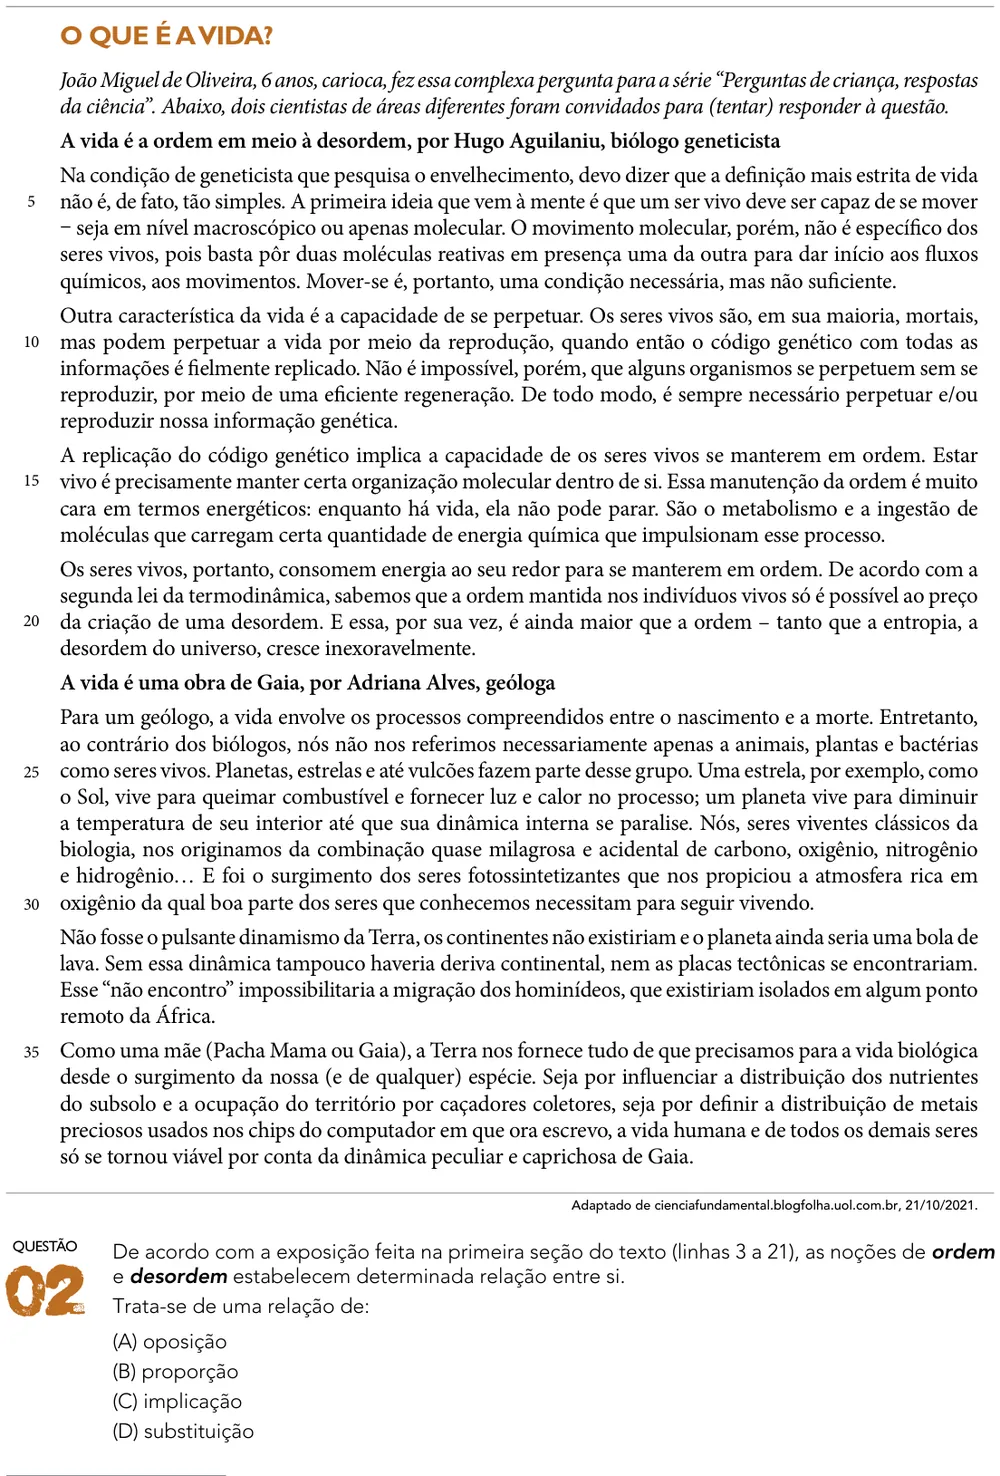 O QUE É A VIDA?
João Miguel de Oliveira, 6 anos, carioca, fez essa complexa pergunta para a série “Perguntas de criança, respostas
da ciência”. Abaixo, dois cientistas de áreas diferentes foram convidados para (tentar) responder à questão.
A vida é a ordem em meio à desordem, por Hugo Aguilaniu, biólogo geneticista
Na condição de geneticista que pesquisa o envelhecimento, devo dizer que a definição mais estrita de vida
5 não é, de fato, tão simples. A primeira ideia que vem à mente é que um ser vivo deve ser capaz de se mover
– seja em nível macroscópico ou apenas molecular. O movimento molecular, porém, não é específico dos
seres vivos, pois basta pôr duas moléculas reativas em presença uma da outra para dar início aos fluxos
químicos, aos movimentos. Mover-se é, portanto, uma condição necessária, mas não suficiente.
Outra característica da vida é a capacidade de se perpetuar. Os seres vivos são, em sua maioria, mortais,
10 mas podem perpetuar a vida por meio da reprodução, quando então o código genético com todas as
informações é fielmente replicado. Não é impossível, porém, que alguns organismos se perpetuem sem se
reproduzir, por meio de uma eficiente regeneração. De todo modo, é sempre necessário perpetuar e/ou
reproduzir nossa informação genética.
A replicação do código genético implica a capacidade de os seres vivos se manterem em ordem. Estar
15 vivo é precisamente manter certa organização molecular dentro de si. Essa manutenção da ordem é muito
cara em termos energéticos: enquanto há vida, ela não pode parar. São o metabolismo e a ingestão de
moléculas que carregam certa quantidade de energia química que impulsionam esse processo.
Os seres vivos, portanto, consomem energia ao seu redor para se manterem em ordem. De acordo com a
segunda lei da termodinâmica, sabemos que a ordem mantida nos indivíduos vivos só é possível ao preço
20 da criação de uma desordem. E essa, por sua vez, é ainda maior que a ordem – tanto que a entropia, a
desordem do universo, cresce inexoravelmente.
A vida é uma obra de Gaia, por Adriana Alves, geóloga
Para um geólogo, a vida envolve os processos compreendidos entre o nascimento e a morte. Entretanto,
ao contrário dos biólogos, nós não nos referimos necessariamente apenas a animais, plantas e bactérias
25 como seres vivos. Planetas, estrelas e até vulcões fazem parte desse grupo. Uma estrela, por exemplo, como
o Sol, vive para queimar combustível e fornecer luz e calor no processo; um planeta vive para diminuir
a temperatura de seu interior até que sua dinâmica interna se paralise. Nós, seres viventes clássicos da
biologia, nos originamos da combinação quase milagrosa e acidental de carbono, oxigênio, nitrogênio
e hidrogênio… E foi o surgimento dos seres fotossintetizantes que nos propiciou a atmosfera rica em
30 oxigênio da qual boa parte dos seres que conhecemos necessitam para seguir vivendo.
Não fosse o pulsante dinamismo da Terra, os continentes não existiriam e o planeta ainda seria uma bola de
lava. Sem essa dinâmica tampouco haveria deriva continental, nem as placas tectônicas se encontrariam.
Esse “não encontro” impossibilitaria a migração dos hominídeos, que existiriam isolados em algum ponto
remoto da África.
35 Como uma mãe (Pacha Mama ou Gaia), a Terra nos fornece tudo de que precisamos para a vida biológica
desde o surgimento da nossa (e de qualquer) espécie. Seja por influenciar a distribuição dos nutrientes
do subsolo e a ocupação do território por caçadores coletores, seja por definir a distribuição de metais
preciosos usados nos chips do computador em que ora escrevo, a vida humana e de todos os demais seres
só se tornou viável por conta da dinâmica peculiar e caprichosa de Gaia.
Adaptado de cienciafundamental.blogfolha.uol.com.br, 21/10/2021.
QUESTÃO
02
De acordo com a exposição feita na primeira seção do texto (linhas 3 a 21), as noções de ordem
e desordem estabelecem determinada relação entre si.
Trata-se de uma relação de:
(A) oposição
(B) proporção
(C) implicação
(D) substituição